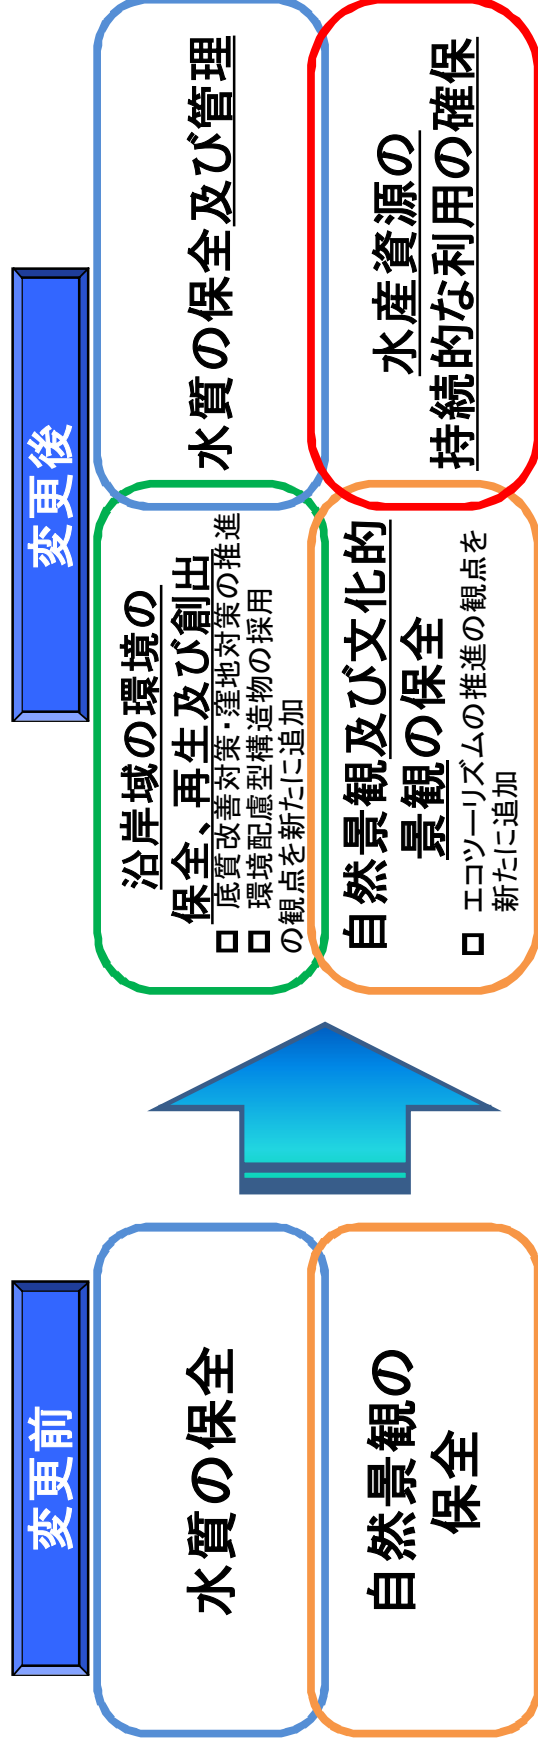 変更前
水質の保全
自然景観の
保全
変更後
沿岸域の環境の
保全、再生及び創出
底質改善対策・窪地対策の推進
環境配慮型構造物の採用
の観点を新たに追加
水質の保全及び管理
自然景観及び文化的
景観の保全
エコツーリズムの推進の観点を
新たに追加
水産資源の
持続的な利用の確保